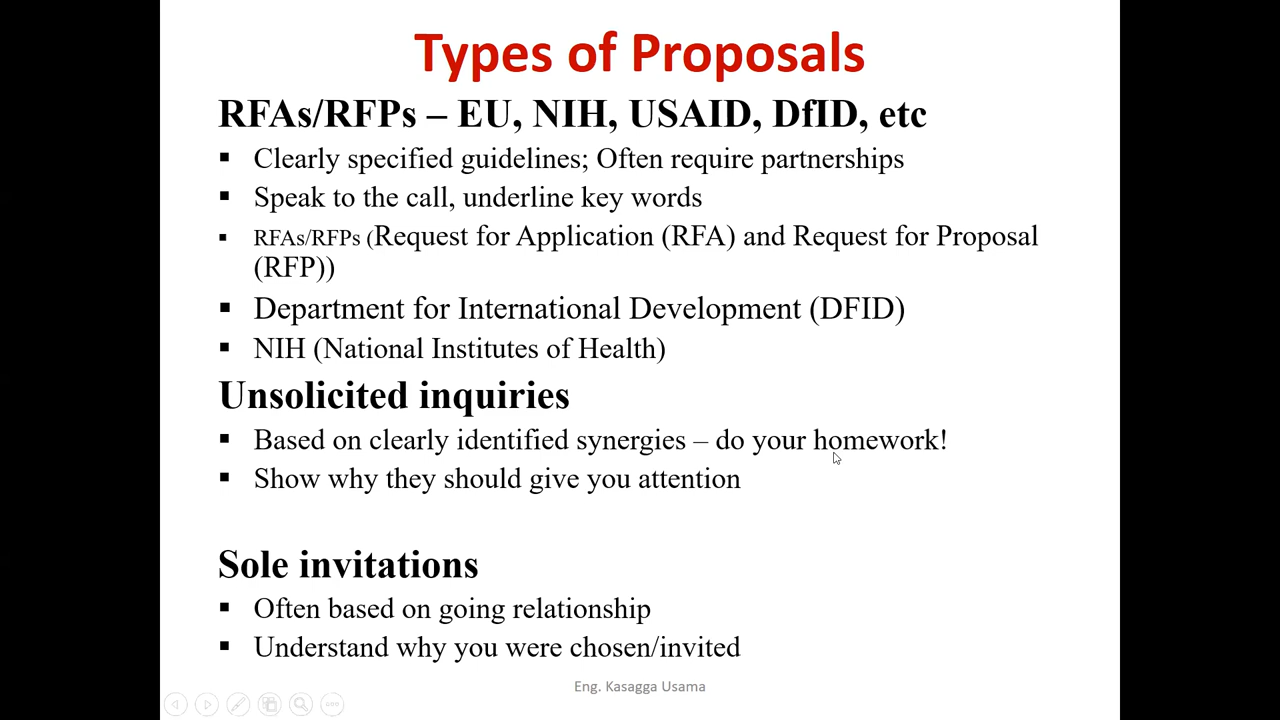 Types of Proposals
RFAs/RFPs – EU, NIH, USAID, DfID, etc
▪ Clearly specified guidelines; Often require partnerships
▪ Speak to the call, underline key words
▪ RFAs/RFPs (Request for Application (RFA) and Request for Proposal
(RFP))
▪ Department for International Development (DFID)
▪ NIH (National Institutes of Health)
Unsolicited inquiries
▪ Based on clearly identified synergies – do your homework!
▪ Show why they should give you attention
Sole invitations
▪ Often based on going relationship
▪ Understand why you were chosen/invited
Eng. Kasagga Usama